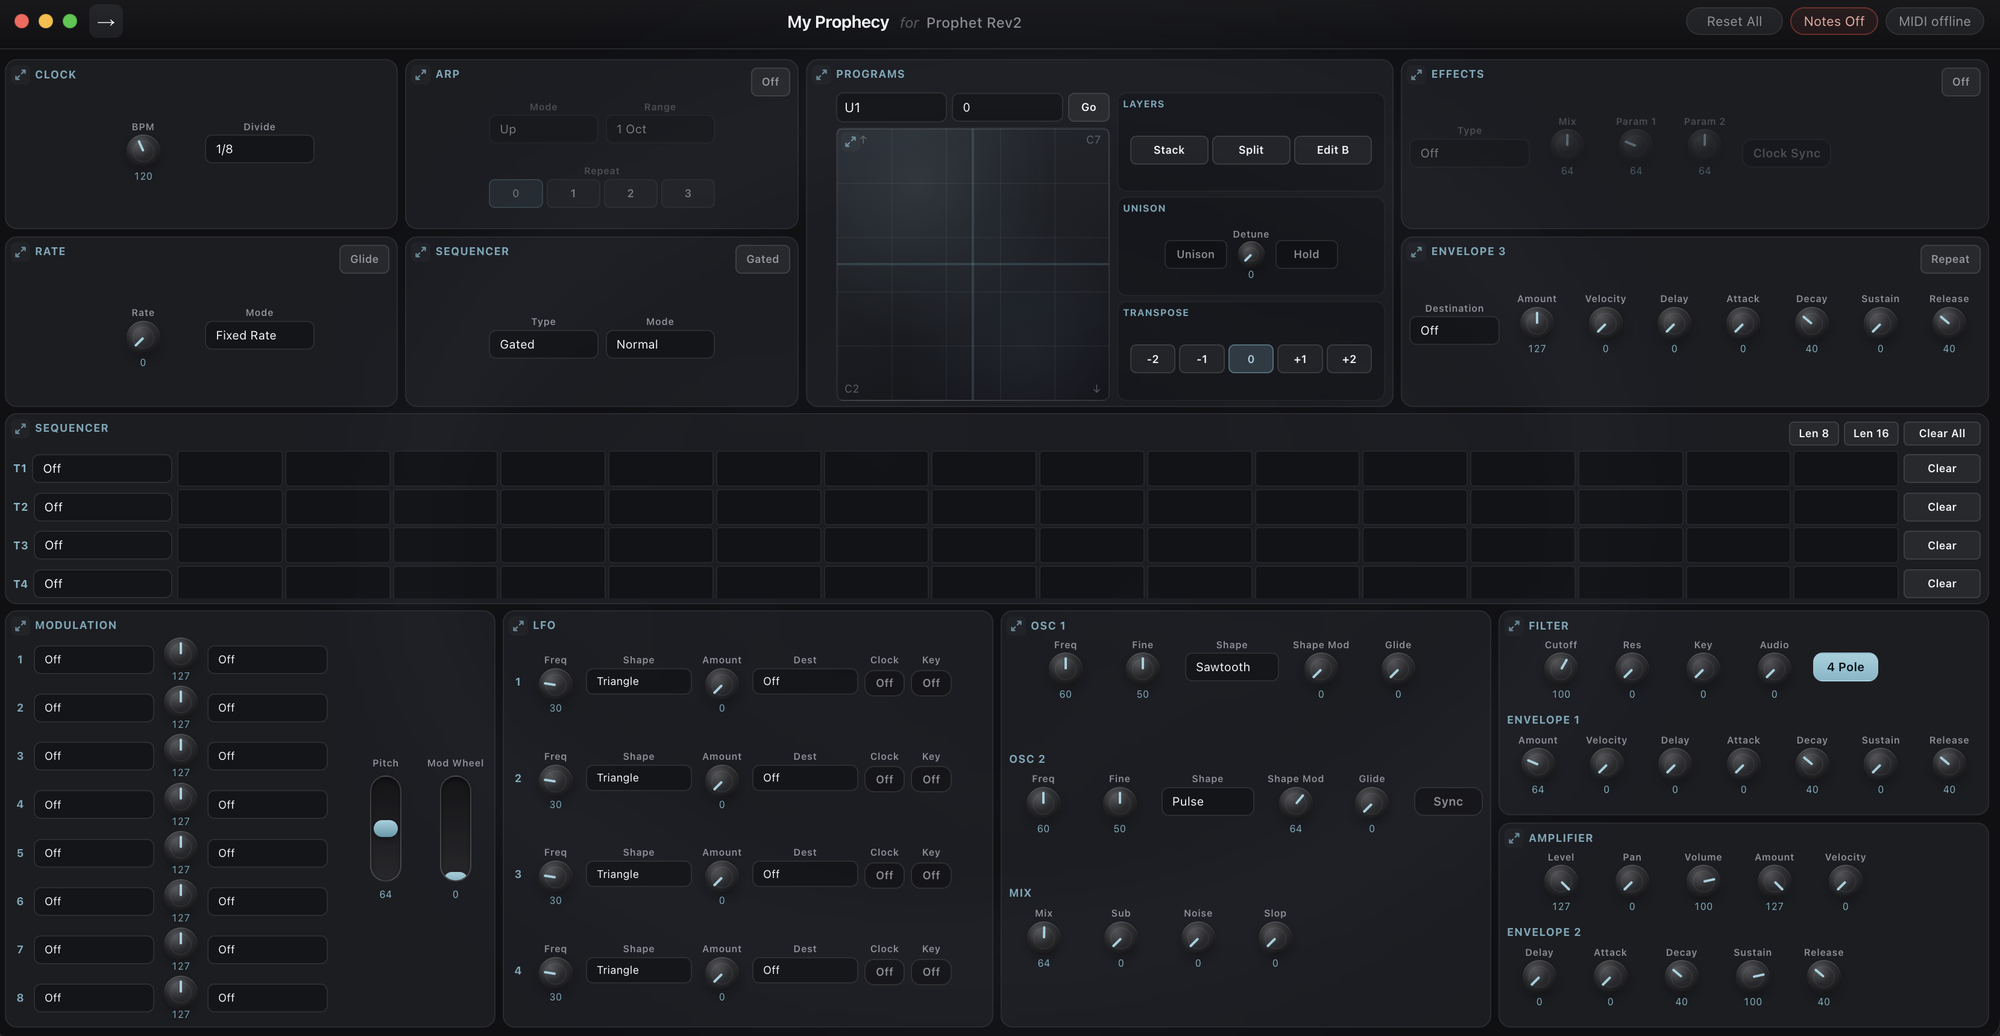 →
My Prophecy for Prophet Rev2
Reset All
Notes Off
MIDI offline
CLOCK
BPM
120
Divide
1/8
ARP
Off
Mode
Up
Range
1 Oct
Repeat
0 1 2 3
PROGRAMS
U1
0
Go
↑
C7
C2
↓
LAYERS
Stack Split Edit B
UNISON
Unison
Detune
0
Hold
TRANSPOSE
-2 -1 0 +1 +2
EFFECTS
Off
Type
Off
Mix
64
Param 1
64
Param 2
64
Clock Sync
RATE
Glide
Rate
0
Mode
Fixed Rate
SEQUENCER
Gated
Type
Gated
Mode
Normal
ENVELOPE 3
Repeat
Destination
Off
Amount Velocity Delay Attack Decay Sustain Release
127 0 0 0 40 0 40
SEQUENCER
Len 8 Len 16 Clear All
T1 Off Clear
T2 Off Clear
T3 Off Clear
T4 Off Clear
MODULATION
1 Off 127 Off
2 Off 127 Off
3 Off 127 Off
4 Off 127 Off
5 Off 127 Off
6 Off 127 Off
7 Off 127 Off
8 Off 127 Off
Pitch Mod Wheel
64 0
LFO
Freq Shape Amount Dest Clock Key
1 Triangle Off Off Off
30 0
Freq Shape Amount Dest Clock Key
2 Triangle Off Off Off
30 0
Freq Shape Amount Dest Clock Key
3 Triangle Off Off Off
30 0
Freq Shape Amount Dest Clock Key
4 Triangle Off Off Off
30 0
OSC 1
Freq Fine Shape Shape Mod Glide
Sawtooth
60 50 0 0
OSC 2
Freq Fine Shape Shape Mod Glide
Pulse Sync
60 50 64 0
MIX
Mix Sub Noise Slop
64 0 0 0
FILTER
Cutoff Res Key Audio
4 Pole
100 0 0 0
ENVELOPE 1
Amount Velocity Delay Attack Decay Sustain Release
64 0 0 0 40 0 40
AMPLIFIER
Level Pan Volume Amount Velocity
127 0 100 127 0
ENVELOPE 2
Delay Attack Decay Sustain Release
0 0 40 100 40